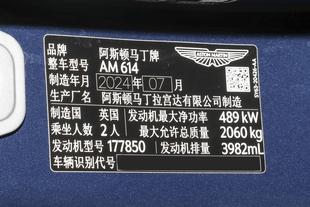 ASTON MARTIN
品牌 阿斯顿马丁牌
整车型号 AM 614
制造年月 2024 年 07 月
生产厂名 阿斯顿马丁拉宫达有限公司制造
制造国 英国 发动机最大净功率 489 kW
乘坐人数 2人 最大允许总质量 2060 kg
发动机型号 177850 发动机排量 3982mL
车辆识别代号